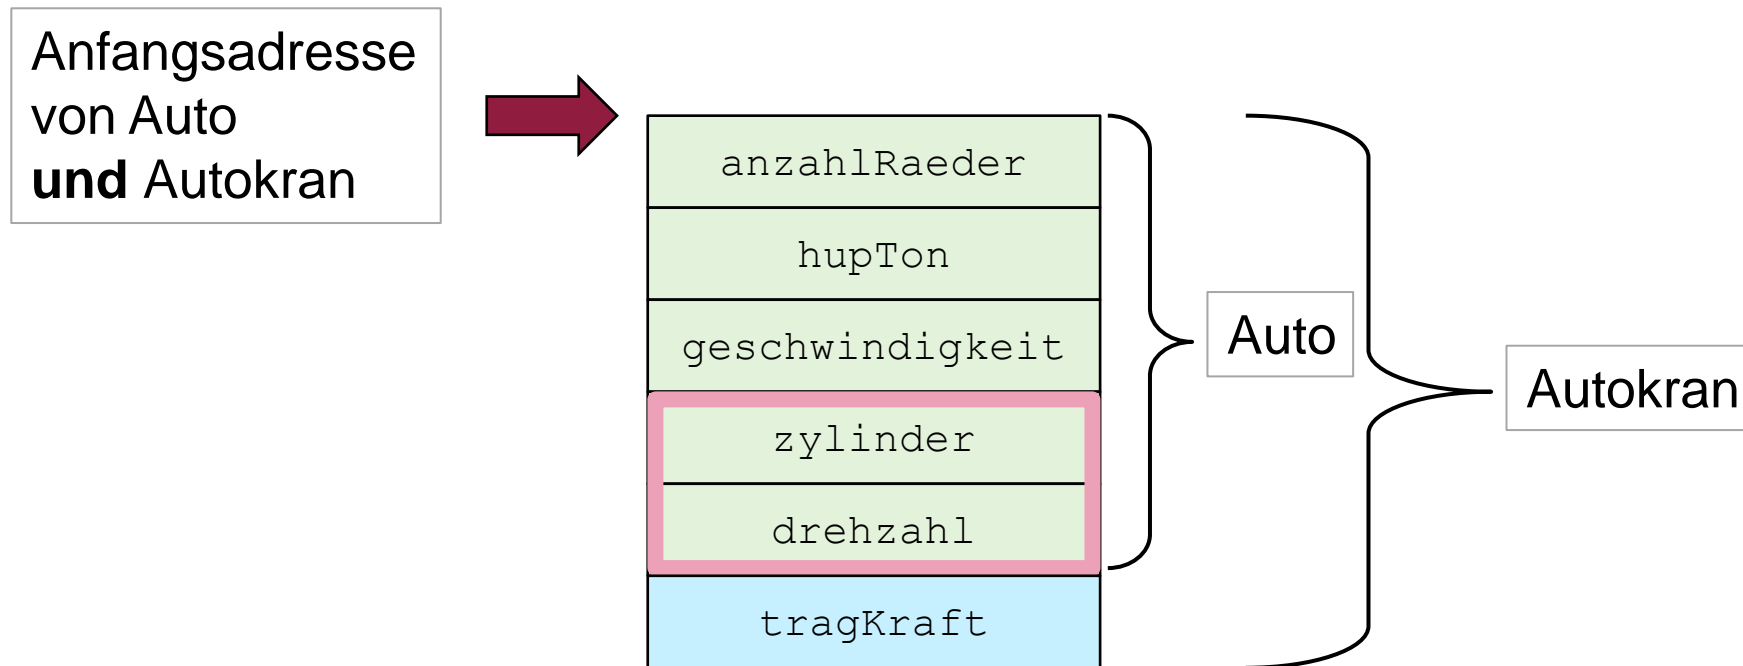 Anfangsadresse
von Auto
und Autokran
anzahlRaeder
hupTon
geschwindigkeit
zylinder
drehzahl
tragKraft
Auto
Autokran